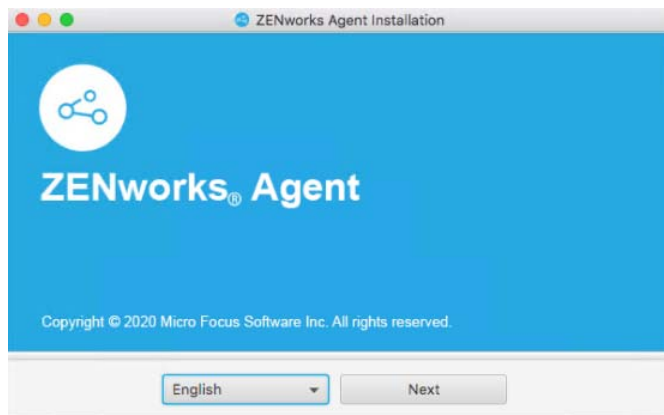 ZENworks Agent Installation
ZENworks® Agent
Copyright © 2020 Micro Focus Software Inc. All rights reserved.
English
Next